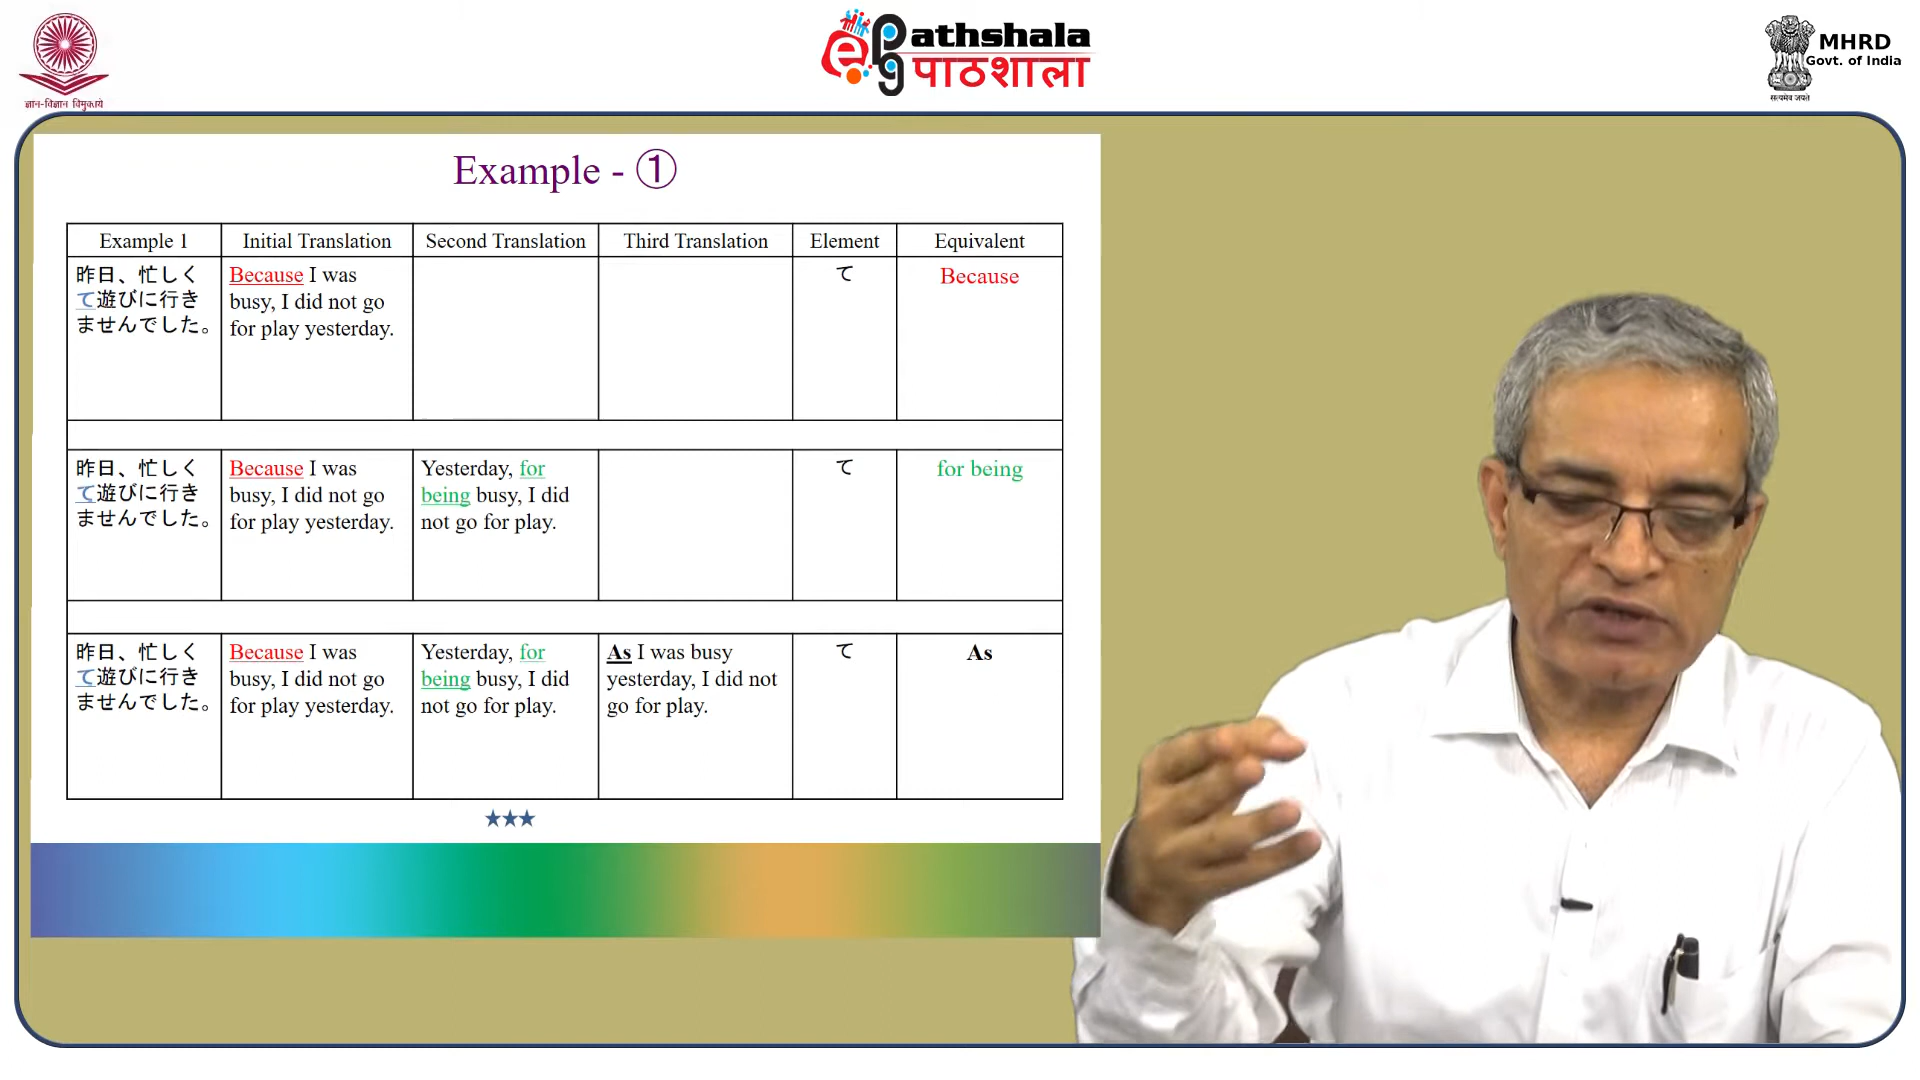 ज्ञान-विज्ञान विमुक्तये
ePathshala
पाठशाला
MHRD
Govt. of India
सत्यमेव जयते
Example - ①
Example 1 Initial Translation Second Translation Third Translation Element Equivalent
昨日、忙しく
て遊びに行き
ませんでした。
Because I was
busy, I did not go
for play yesterday.
て
Because
昨日、忙しく
て遊びに行き
ませんでした。
Because I was
busy, I did not go
for play yesterday.
Yesterday, for
being busy, I did
not go for play.
て
for being
昨日、忙しく
て遊びに行き
ませんでした。
Because I was
busy, I did not go
for play yesterday.
Yesterday, for
being busy, I did
not go for play.
As I was busy
yesterday, I did not
go for play.
て
As